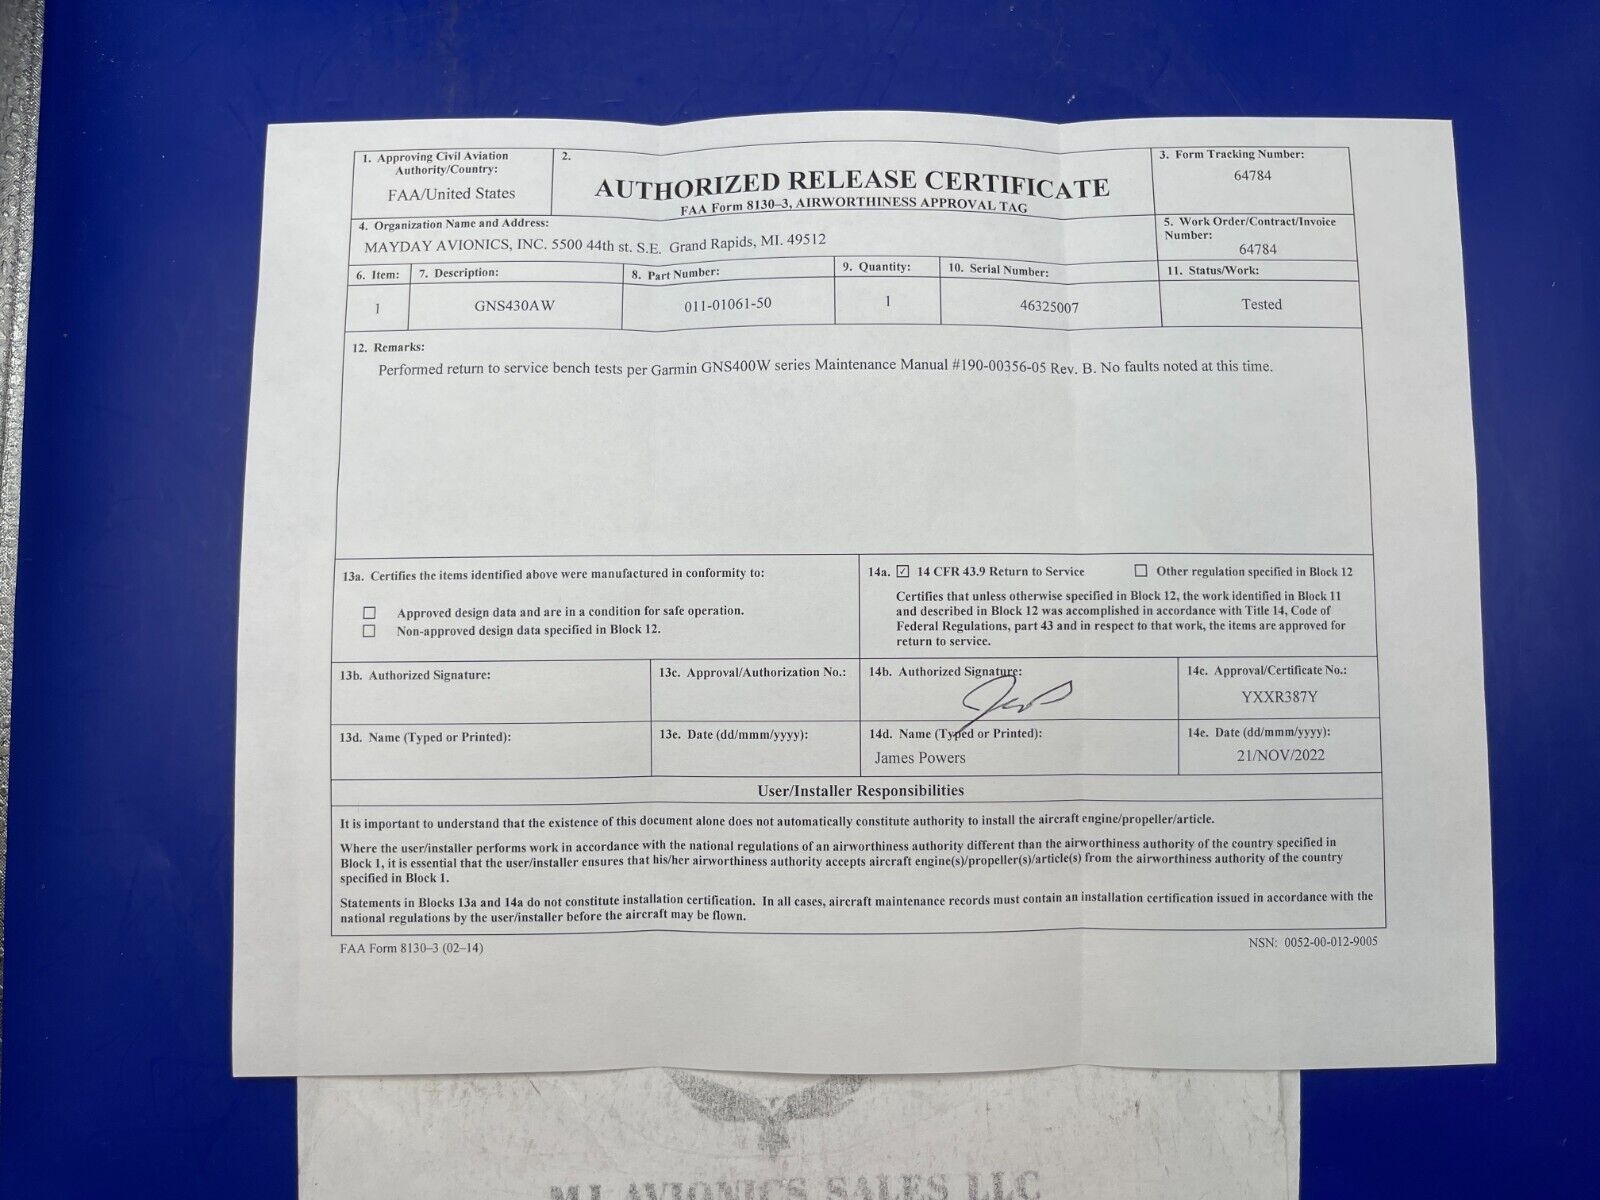 1. Approving Civil Aviation
Authority/Country:
FAA/United States
2.
AUTHORIZED RELEASE CERTIFICATE
FAA Form 8130–3, AIRWORTHINESS APPROVAL TAG
3. Form Tracking Number:
64784
4. Organization Name and Address:
MAYDAY AVIONICS, INC. 5500 44th st. S.E. Grand Rapids, MI. 49512
5. Work Order/Contract/Invoice
Number:
64784
6. Item: 7. Description: 8. Part Number: 9. Quantity: 10. Serial Number: 11. Status/Work:
1 GNS430AW 011-01061-50 1 46325007 Tested
12. Remarks:
Performed return to service bench tests per Garmin GNS400W series Maintenance Manual #190-00356-05 Rev. B. No faults noted at this time.
13a. Certifies the items identified above were manufactured in conformity to:
☐ Approved design data and are in a condition for safe operation.
☐ Non-approved design data specified in Block 12.
14a. ☑ 14 CFR 43.9 Return to Service ☐ Other regulation specified in Block 12
Certifies that unless otherwise specified in Block 12, the work identified in Block 11
and described in Block 12 was accomplished in accordance with Title 14, Code of
Federal Regulations, part 43 and in respect to that work, the items are approved for
return to service.
13b. Authorized Signature: 13c. Approval/Authorization No.: 14b. Authorized Signature: 14c. Approval/Certificate No.:
YXXR387Y
13d. Name (Typed or Printed): 13e. Date (dd/mmm/yyyy): 14d. Name (Typed or Printed): 14e. Date (dd/mmm/yyyy):
James Powers 21/NOV/2022
User/Installer Responsibilities
It is important to understand that the existence of this document alone does not automatically constitute authority to install the aircraft engine/propeller/article.
Where the user/installer performs work in accordance with the national regulations of an airworthiness authority different than the airworthiness authority of the country specified in
Block 1, it is essential that the user/installer ensures that his/her airworthiness authority accepts aircraft engine(s)/propeller(s)/article(s) from the airworthiness authority of the country
specified in Block 1.
Statements in Blocks 13a and 14a do not constitute installation certification. In all cases, aircraft maintenance records must contain an installation certification issued in accordance with the
national regulations by the user/installer before the aircraft may be flown.
FAA Form 8130–3 (02–14) NSN: 0052-00-012-9005
MJ AVIONICS SALES LLC